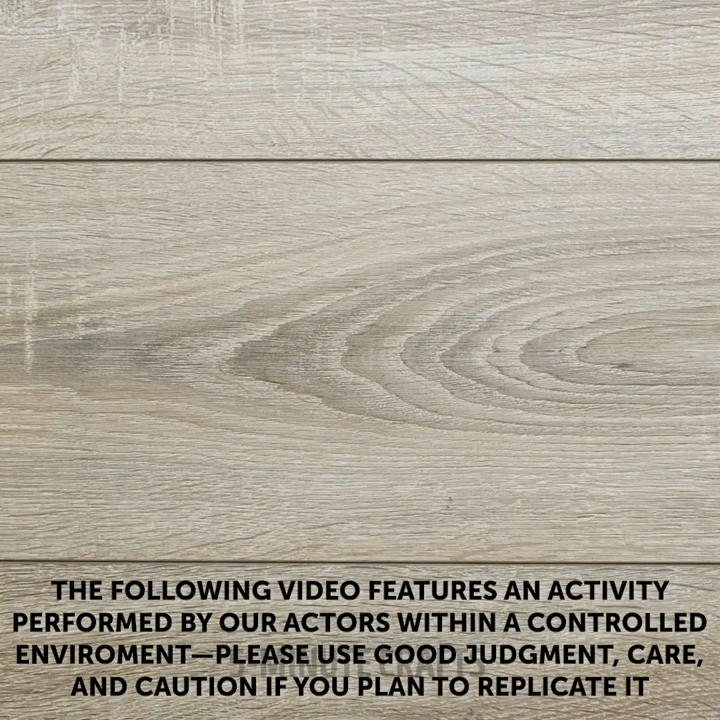 THE FOLLOWING VIDEO FEATURES AN ACTIVITY
PERFORMED BY OUR ACTORS WITHIN A CONTROLLED
ENVIROMENT—PLEASE USE GOOD JUDGMENT, CARE,
AND CAUTION IF YOU PLAN TO REPLICATE IT